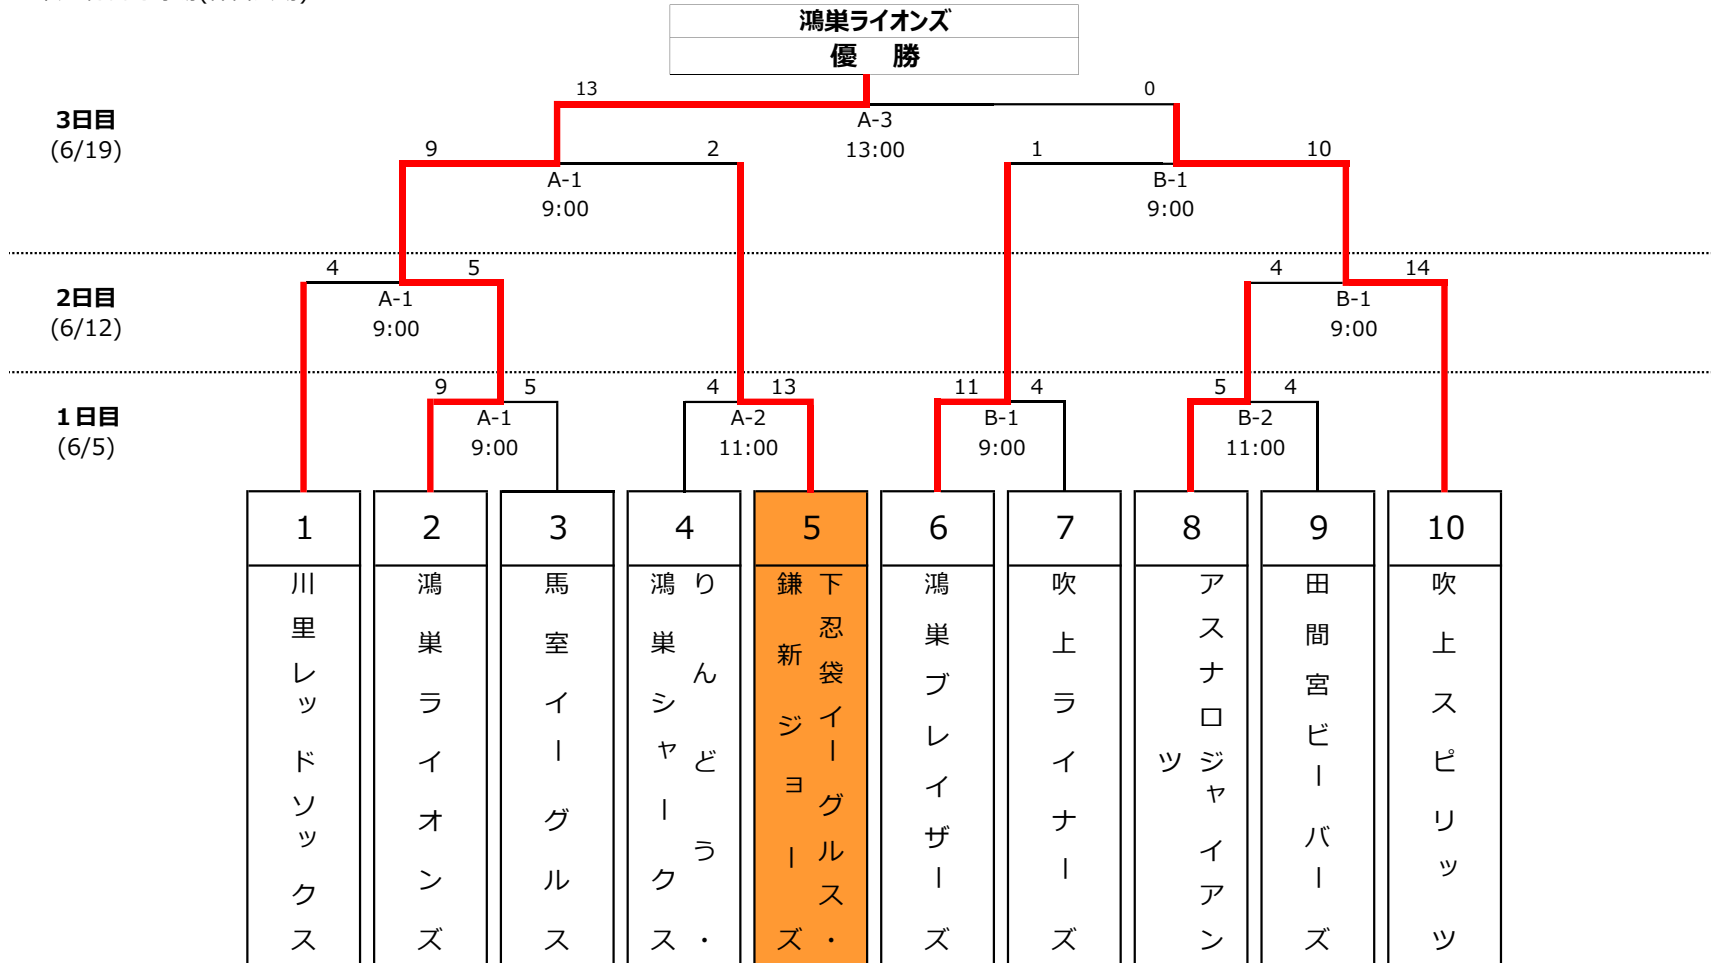 鴻巣ライオンズ
優 勝
13 0
3日目
(6/19)
A-3
13:00
9 2 1 10
A-1 B-1
9:00 9:00
4 5 4 14
2日目
(6/12)
A-1 B-1
9:00 9:00
9 5 4 13 11 4 5 4
1日目
(6/5)
A-1 A-2 B-1 B-2
9:00 11:00 9:00 11:00
1 2 3 4 5 6 7 8 9 10
川里レッドソックス
鴻巣ライオンズ
馬室イーグルス
りんどう・
鴻巣シャークス
下忍袋イーグルス・
鎌新ジョーズ
鴻巣ブレイザーズ
吹上ライナーズ
アスナロジャイアン
ツ
田間宮ビーバーズ
吹上スピリッツ